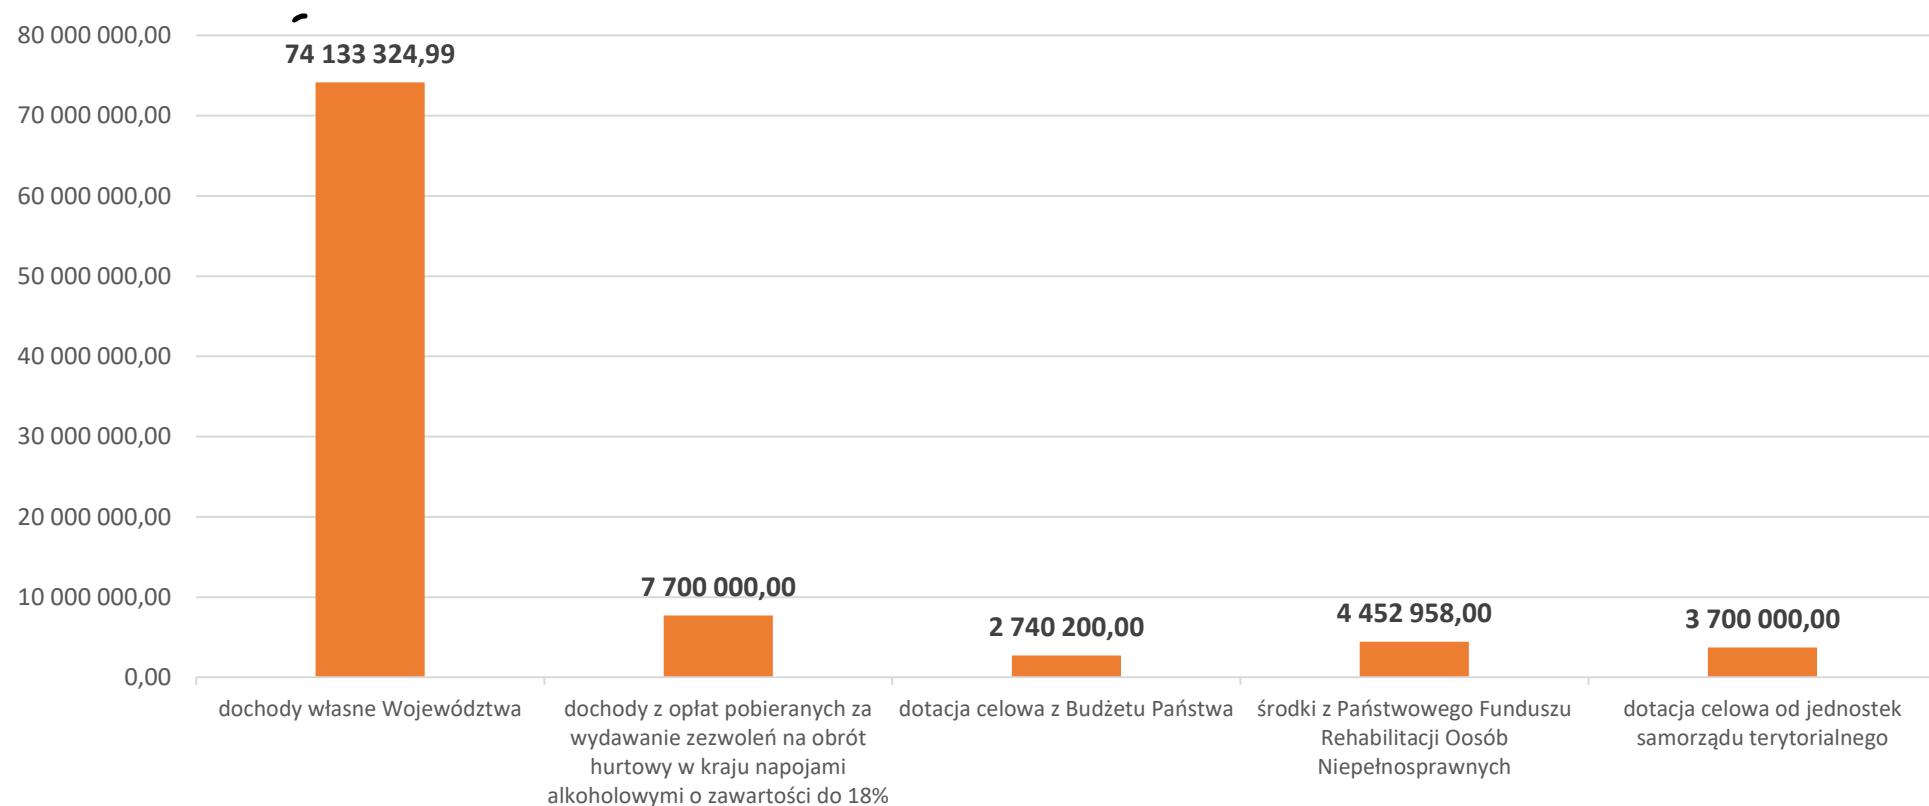 80 000 000,00
70 000 000,00
60 000 000,00
50 000 000,00
40 000 000,00
30 000 000,00
20 000 000,00
10 000 000,00
0,00
74 133 324,99
7 700 000,00
2 740 200,00
4 452 958,00
3 700 000,00
dochody własne Województwa
dochody z opłat pobieranych za
wydawanie zezwoleń na obrót
hurtowy w kraju napojami
alkoholowymi o zawartości do 18%
dotacja celowa z Budżetu Państwa
środki z Państwowego Funduszu
Rehabilitacji Oosób
Niepełnosprawnych
dotacja celowa od jednostek
samorządu terytorialnego